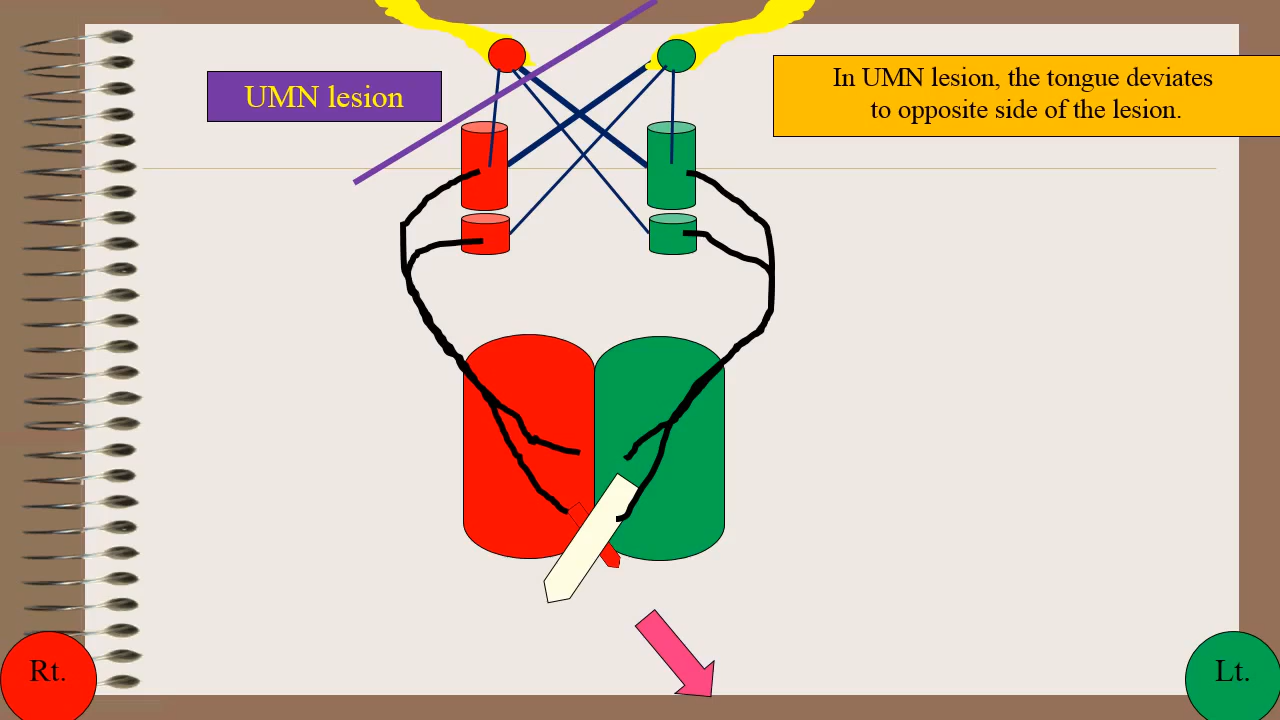 UMN lesion
In UMN lesion, the tongue deviates
to opposite side of the lesion.
Rt.
Lt.